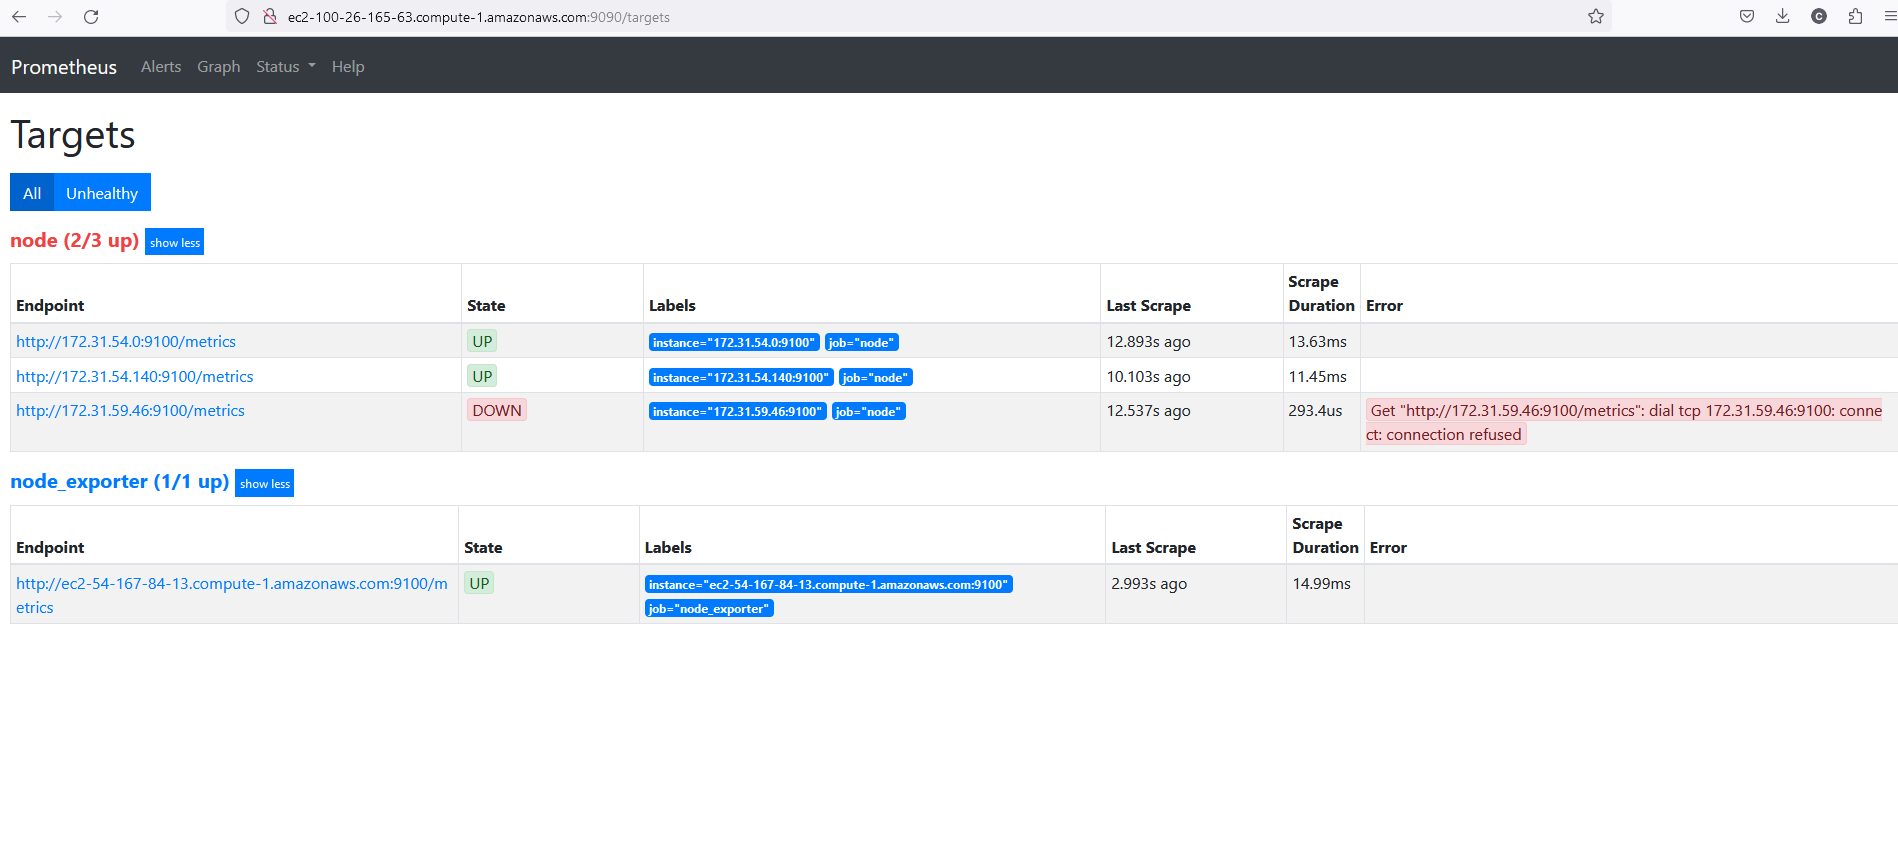 ec2-100-26-165-63.compute-1.amazonaws.com:9090/targets
C
Prometheus Alerts Graph Status Help
Targets
All Unhealthy
node (2/3 up) show less
Endpoint State Labels Last Scrape Scrape Duration Error
http://172.31.54.0:9100/metrics UP instance="172.31.54.0:9100" job="node" 12.893s ago 13.63ms
http://172.31.54.140:9100/metrics UP instance="172.31.54.140:9100" job="node" 10.103s ago 11.45ms
http://172.31.59.46:9100/metrics DOWN instance="172.31.59.46:9100" job="node" 12.537s ago 293.4us Get "http://172.31.59.46:9100/metrics": dial tcp 172.31.59.46:9100: conne
ct: connection refused
node_exporter (1/1 up) show less
Endpoint State Labels Last Scrape Scrape Duration Error
http://ec2-54-167-84-13.compute-1.amazonaws.com:9100/m UP instance="ec2-54-167-84-13.compute-1.amazonaws.com:9100" 2.993s ago 14.99ms
etrics job="node_exporter"